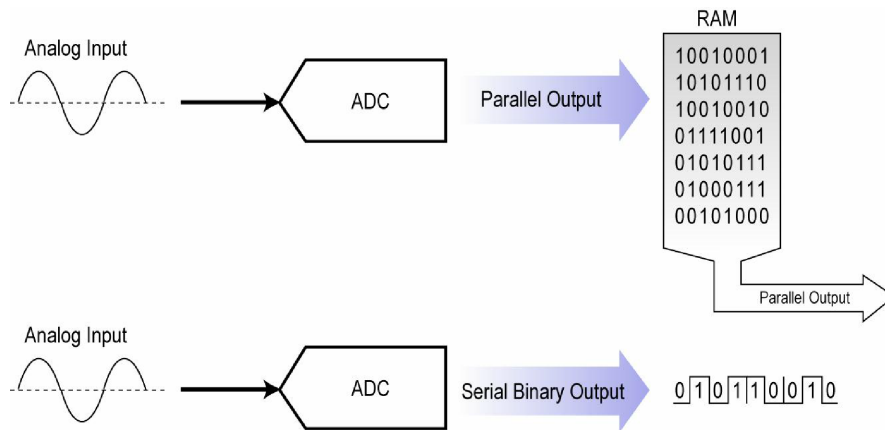 RAM
Analog Input
ADC
Parallel Output
10010001
10101110
10010010
01111001
01010111
01000111
00101000
Parallel Output
Analog Input
ADC
Serial Binary Output
0 1 0 1 1 0 0 1 0